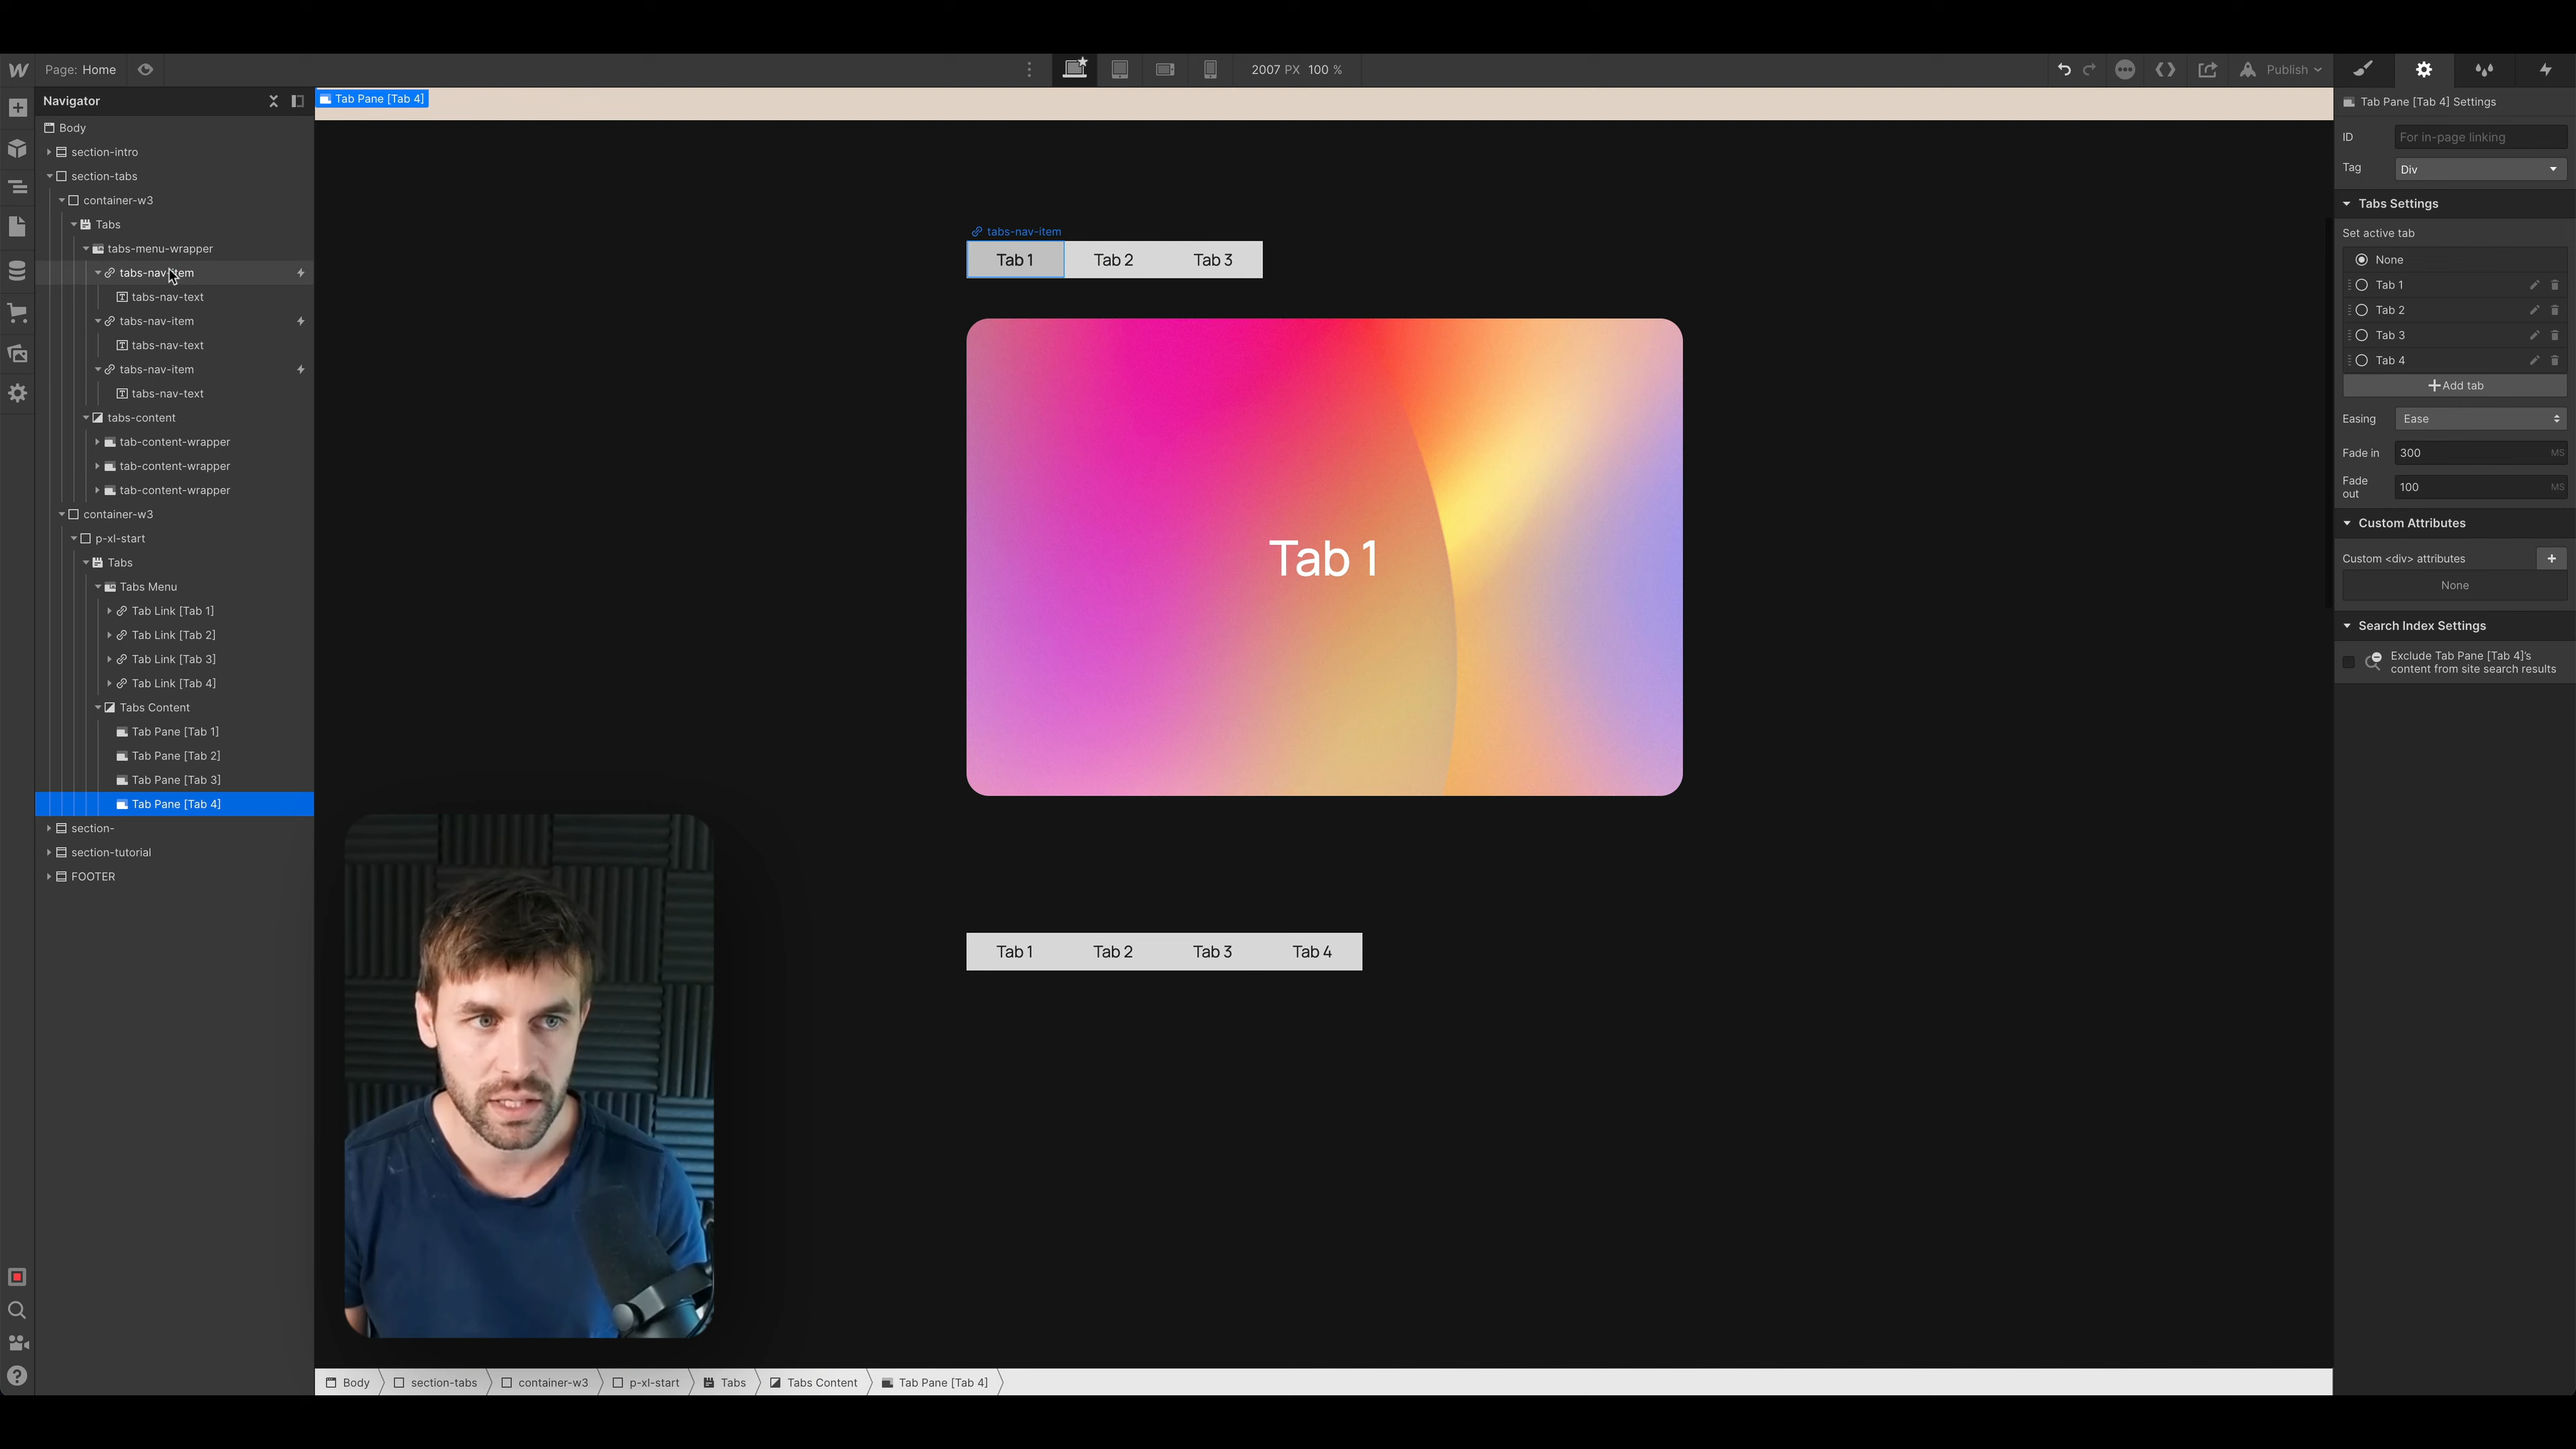 Page: Home
2007 PX 100 %
Publish
Navigator
Body
section-intro
section-tabs
container-w3
Tabs
tabs-menu-wrapper
tabs-nav-item
tabs-nav-text
tabs-nav-item
tabs-nav-text
tabs-nav-item
tabs-nav-text
tabs-content
tab-content-wrapper
tab-content-wrapper
tab-content-wrapper
container-w3
p-xl-start
Tabs
Tabs Menu
Tab Link [Tab 1]
Tab Link [Tab 2]
Tab Link [Tab 3]
Tab Link [Tab 4]
Tabs Content
Tab Pane [Tab 1]
Tab Pane [Tab 2]
Tab Pane [Tab 3]
Tab Pane [Tab 4]
section-
section-tutorial
FOOTER
Tab Pane [Tab 4]
tabs-nav-item
Tab 1 Tab 2 Tab 3
Tab 1
Tab 1 Tab 2 Tab 3 Tab 4
Body section-tabs container-w3 p-xl-start Tabs Tabs Content Tab Pane [Tab 4]
Tab Pane [Tab 4] Settings
ID For in-page linking
Tag Div
Tabs Settings
Set active tab
None
Tab 1
Tab 2
Tab 3
Tab 4
Add tab
Easing Ease
Fade in 300 MS
Fade out 100 MS
Custom Attributes
Custom <div> attributes
None
Search Index Settings
Exclude Tab Pane [Tab 4]'s
content from site search results